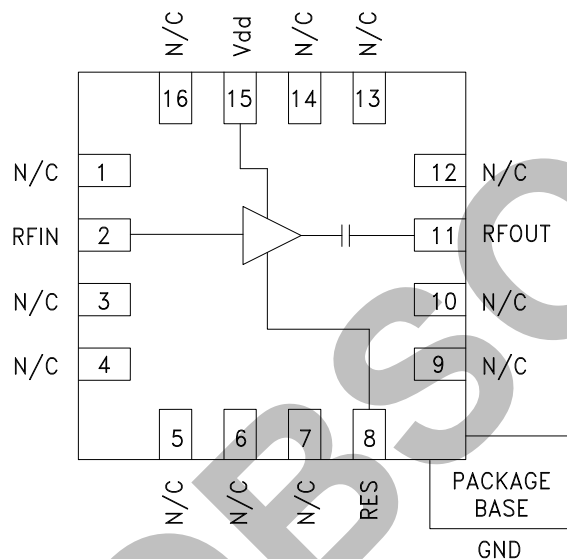 N/C
Vdd
N/C
N/C
16
15
14
13
N/C
1
12
N/C
RFIN
2
11
RFOUT
N/C
3
10
N/C
N/C
4
9
N/C
5
6
7
8
N/C
N/C
N/C
RES
PACKAGE
BASE
GND
OBSO